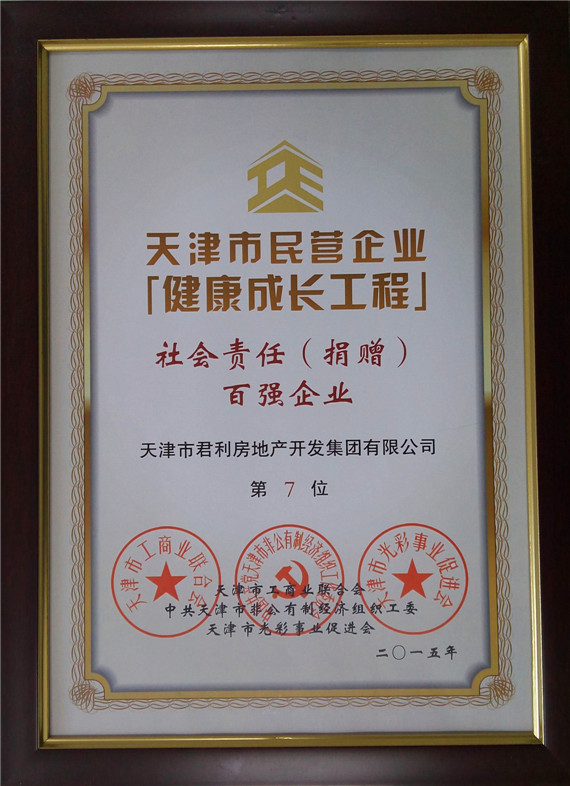 天津市民营企业
「健康成长工程」
社会责任（捐赠）
百强企业
天津市君利房地产开发集团有限公司
第 7 位
天津市工商业联合会
天津市光彩事业促进会
天津市工商业联合会
中共天津市非公有制经济组织工委
天津市光彩事业促进会
二〇一五年